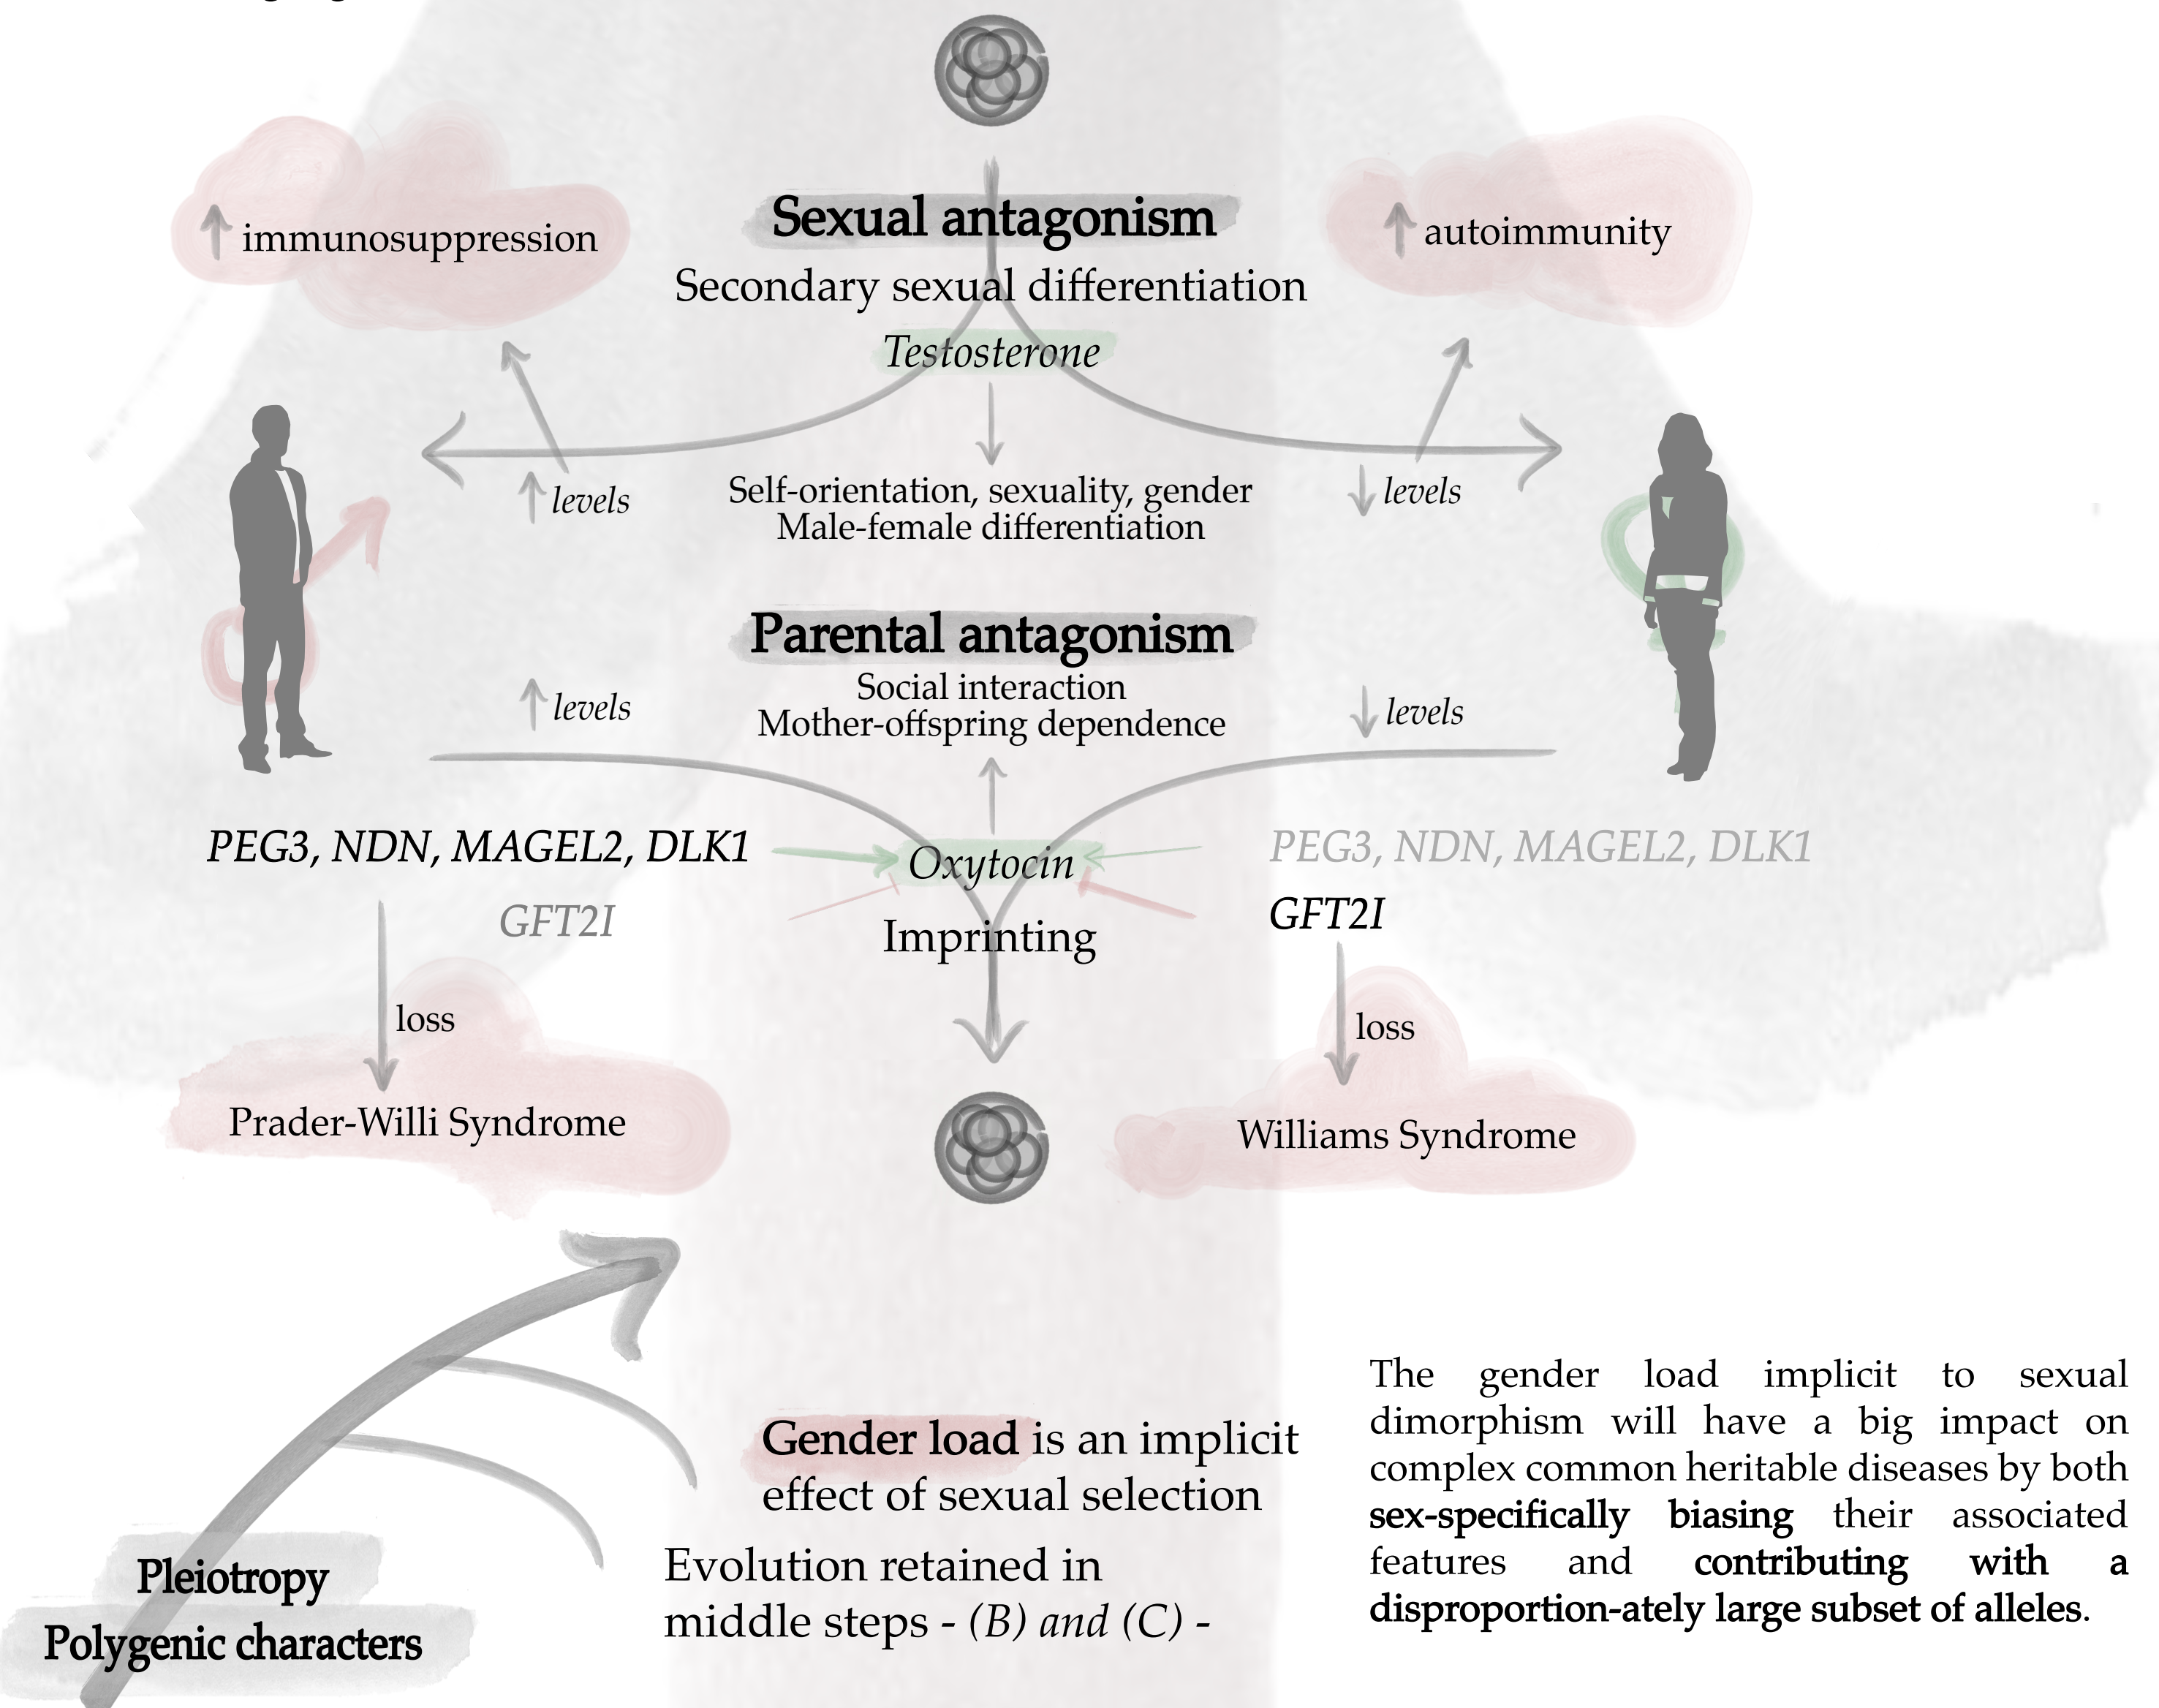 Sexual antagonism
Secondary sexual differentiation
Testosterone
↑ immunosuppression
↑ autoimmunity
↑ levels
Self-orientation, sexuality, gender
Male-female differentiation
↓ levels
Parental antagonism
Social interaction
Mother-offspring dependence
↑ levels
↓ levels
PEG3, NDN, MAGEL2, DLK1
GFT2I
Oxytocin
Imprinting
PEG3, NDN, MAGEL2, DLK1
GFT2I
loss
Prader-Willi Syndrome
loss
Williams Syndrome
Pleiotropy
Polygenic characters
Gender load is an implicit
effect of sexual selection
Evolution retained in
middle steps - (B) and (C) -
The gender load implicit to sexual
dimorphism will have a big impact on
complex common heritable diseases by both
sex-specifically biasing their associated
features and contributing with a
disproportion-ately large subset of alleles.